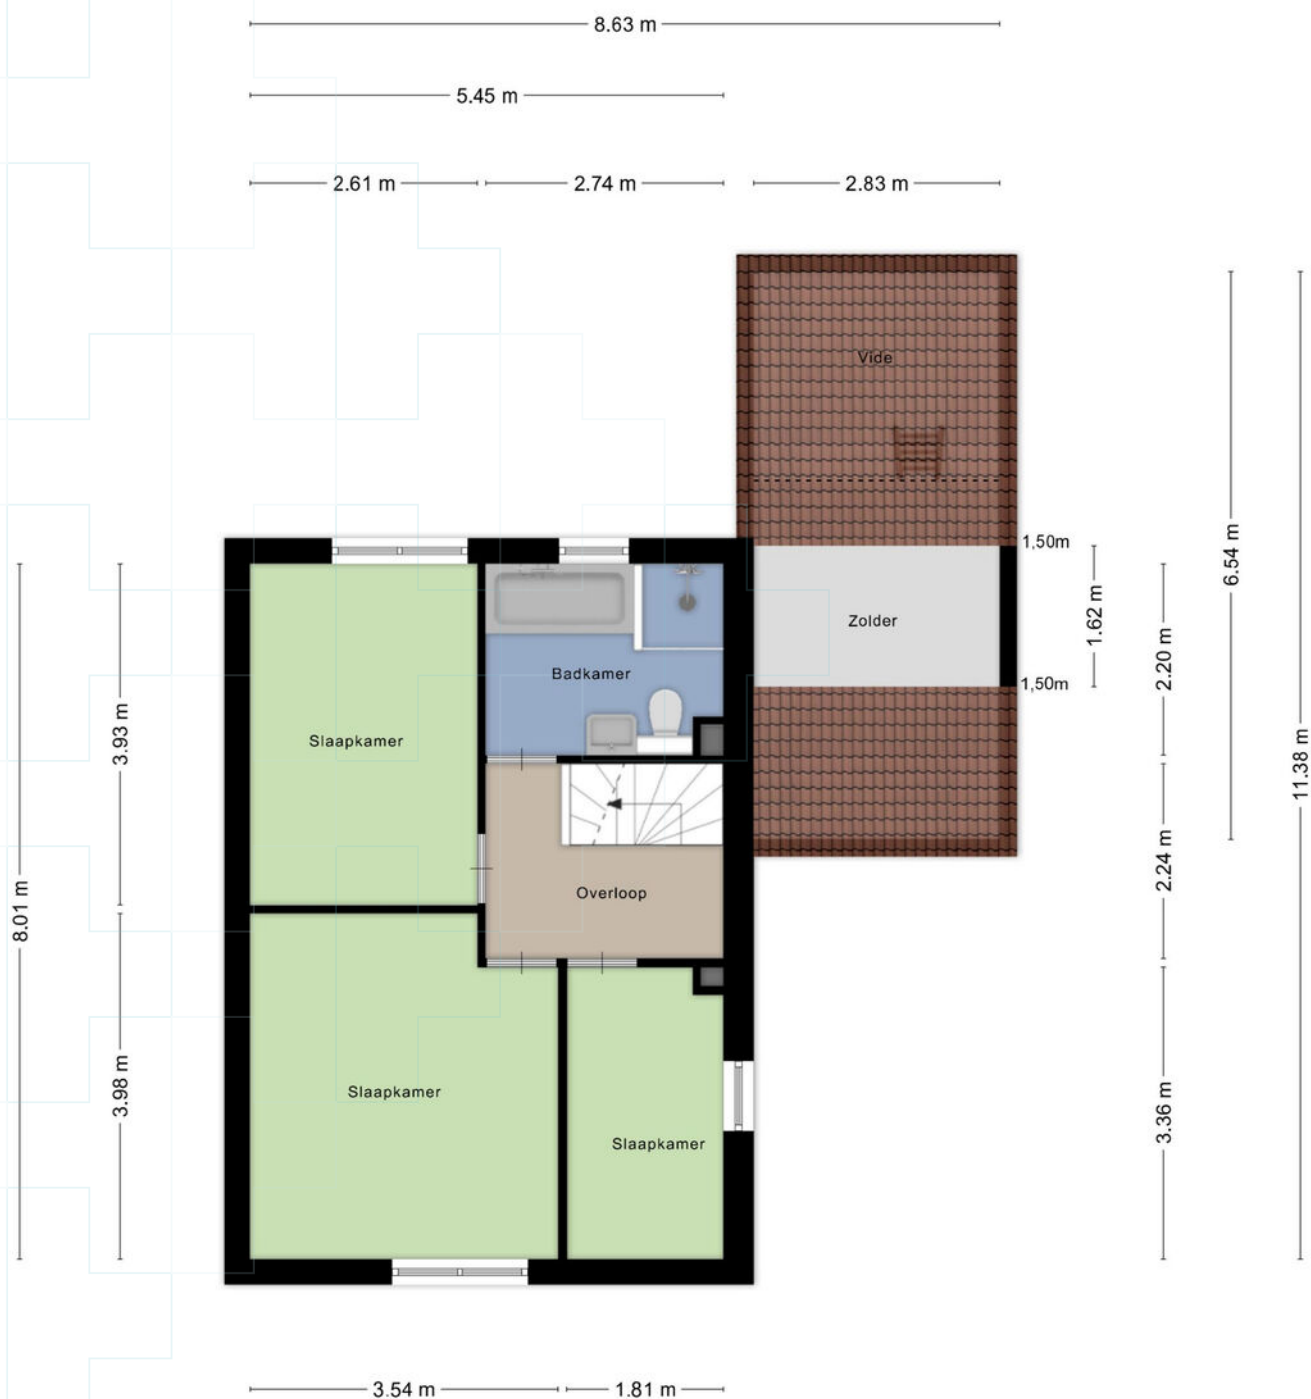 8.63 m
5.45 m
2.61 m
2.74 m
2.83 m
Vide
1,50m
6.54 m
1.62 m
Zolder
2.20 m
Badkamer
1,50m
3.93 m
Slaapkamer
11.38 m
2.24 m
Overloop
8.01 m
3.98 m
Slaapkamer
3.36 m
Slaapkamer
3.54 m
1.81 m